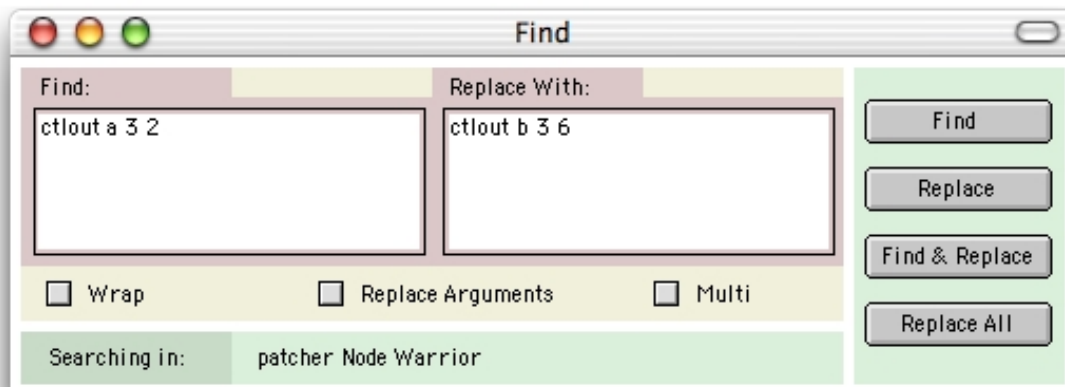 Find
Find:
Replace With:
ctlout a 3 2
ctlout b 3 6
Find
Replace
Find & Replace
Replace All
Wrap
Replace Arguments
Multi
Searching in:
patcher Node Warrior